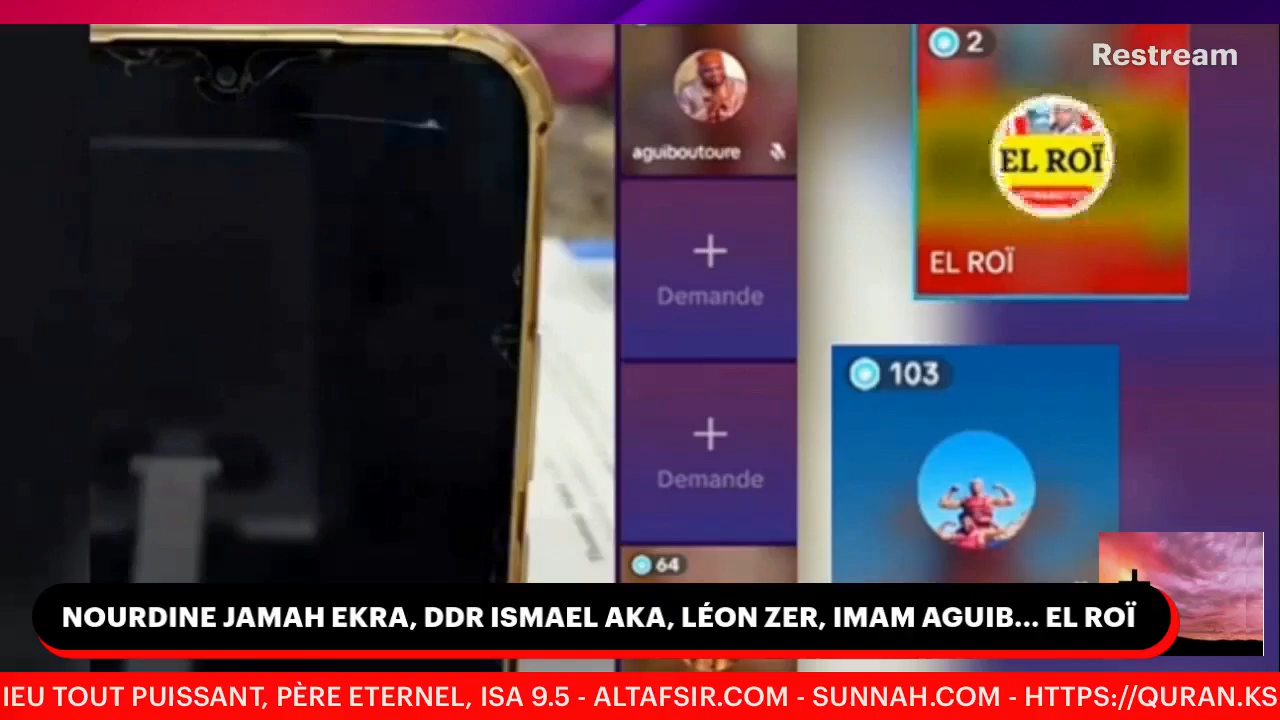 2
Restream
aguiboutoure
EL ROÏ
EL ROÏ
Demande
103
Demande
64
NOURDINE JAMAH EKRA, DDR ISMAEL AKA, LÉON ZER, IMAM AGUIB... EL ROÏ
IEU TOUT PUISSANT, PÈRE ETERNEL, ISA 9.5 - ALTAFSIR.COM - SUNNAH.COM - HTTPS://QURAN.KS